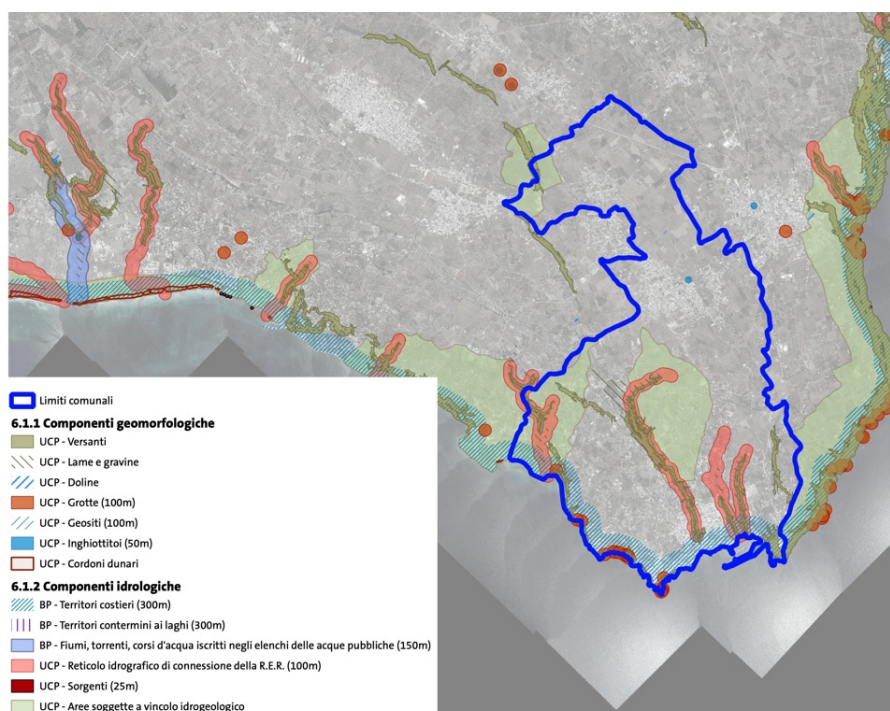 Limiti comunali
6.1.1 Componenti geomorfologiche
UCP - Versanti
UCP - Lame e gravine
UCP - Doline
UCP - Grotte (100m)
UCP - Geositi (100m)
UCP - Inghiottitoi (50m)
UCP - Cordoni dunari
6.1.2 Componenti idrologiche
BP - Territori costieri (300m)
BP - Territori contermini ai laghi (300m)
BP - Fiumi, torrenti, corsi d'acqua iscritti negli elenchi delle acque pubbliche (150m)
UCP - Reticolo idrografico di connessione della R.E.R. (100m)
UCP - Sorgenti (25m)
UCP - Aree soggette a vincolo idrogeologico